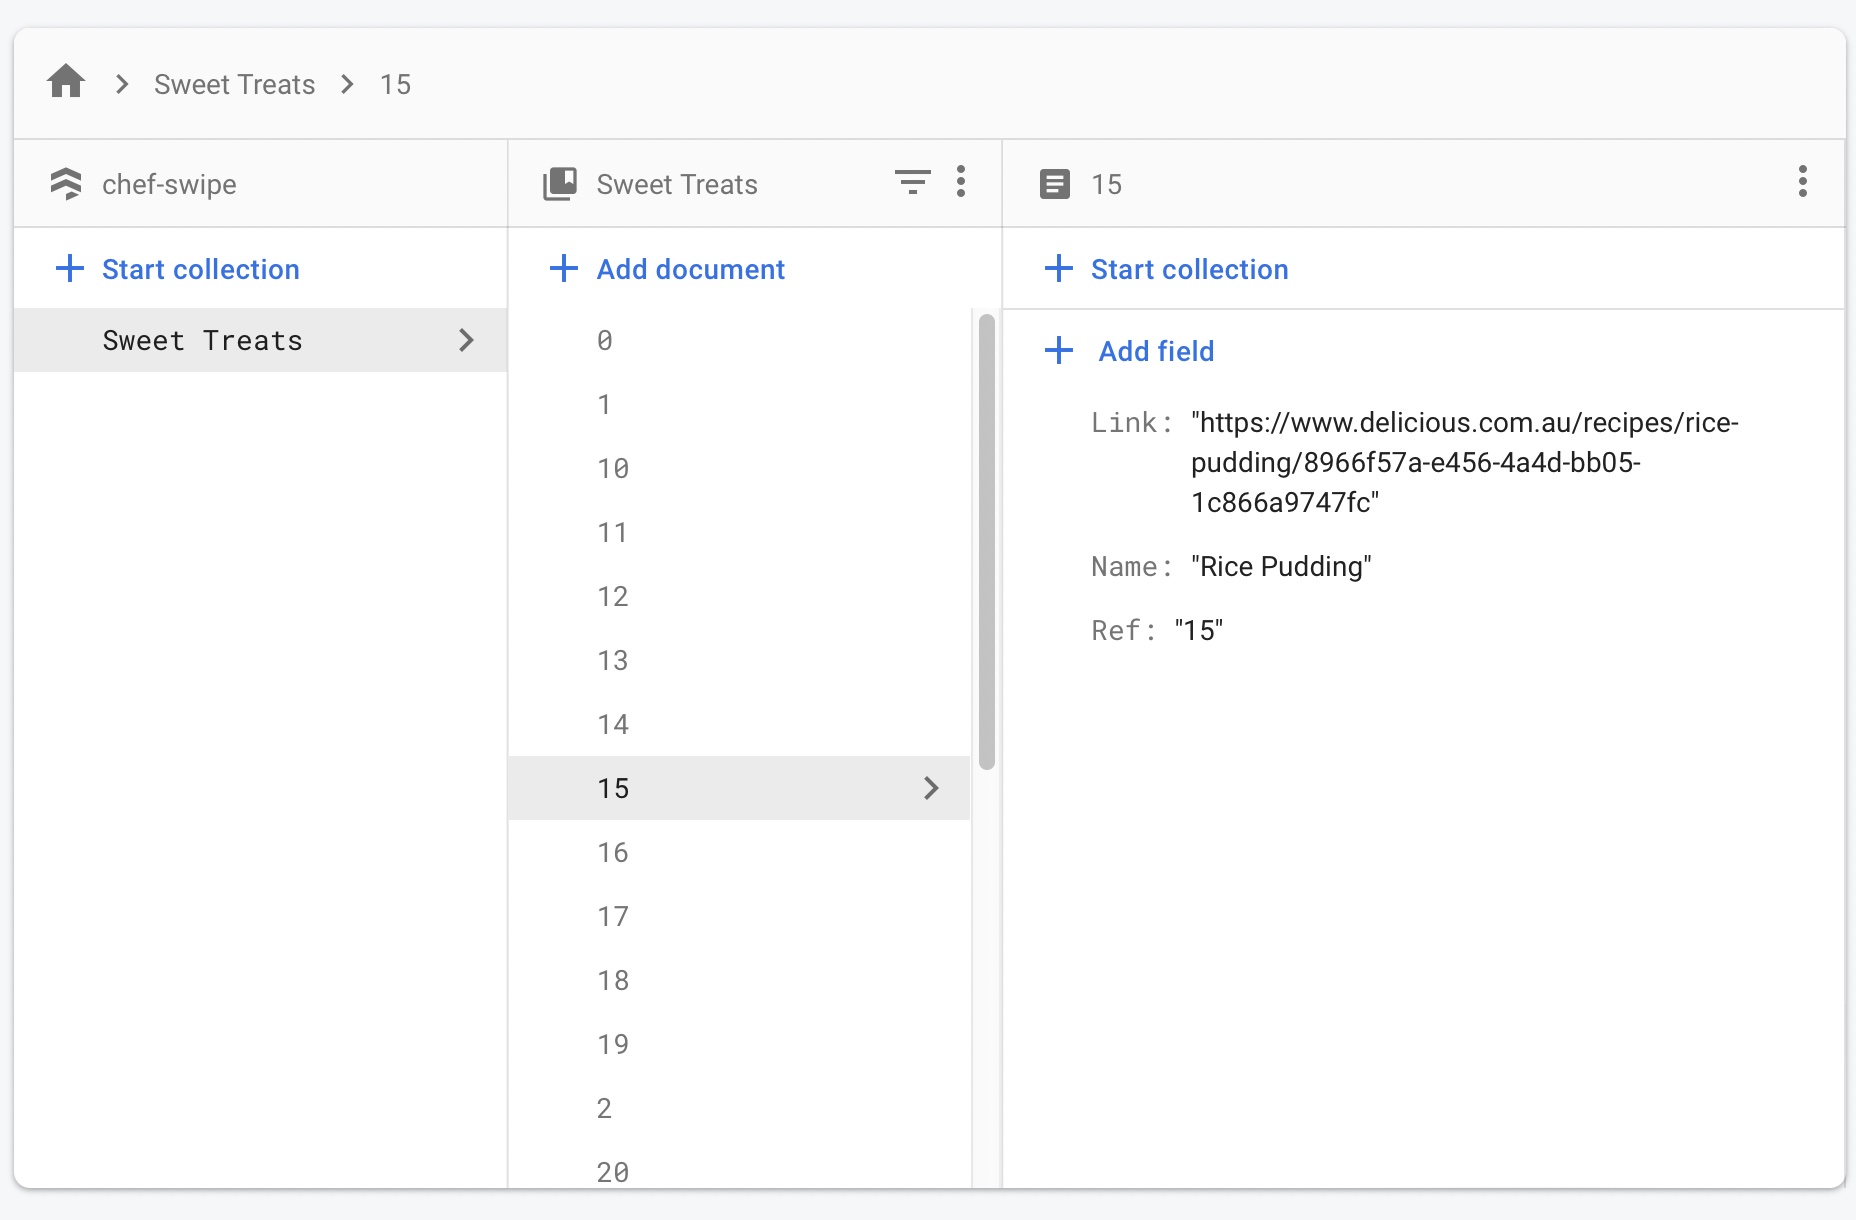 Sweet Treats
15
chef-swipe
Start collection
Sweet Treats
Sweet Treats
Add document
0
1
10
11
12
13
14
15
16
17
18
19
2
20
15
Start collection
Add field
Link: "https://www.delicious.com.au/recipes/rice-
pudding/8966f57a-e456-4a4d-bb05-
1c866a9747fc"
Name: "Rice Pudding"
Ref: "15"